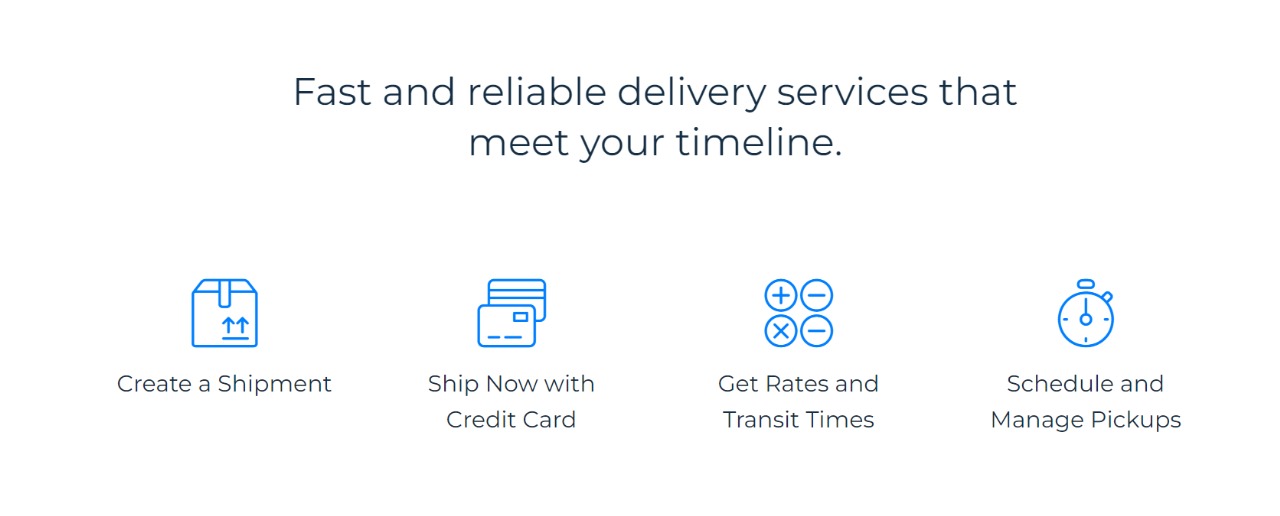 Fast and reliable delivery services that
meet your timeline.
Create a Shipment
Ship Now with
Credit Card
Get Rates and
Transit Times
Schedule and
Manage Pickups